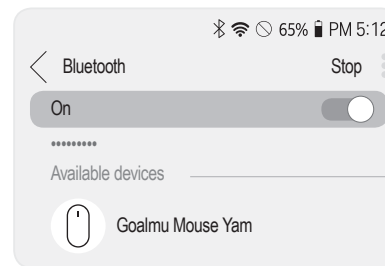 65% PM 5:12
Bluetooth Stop
On
Available devices
Goalmu Mouse Yam